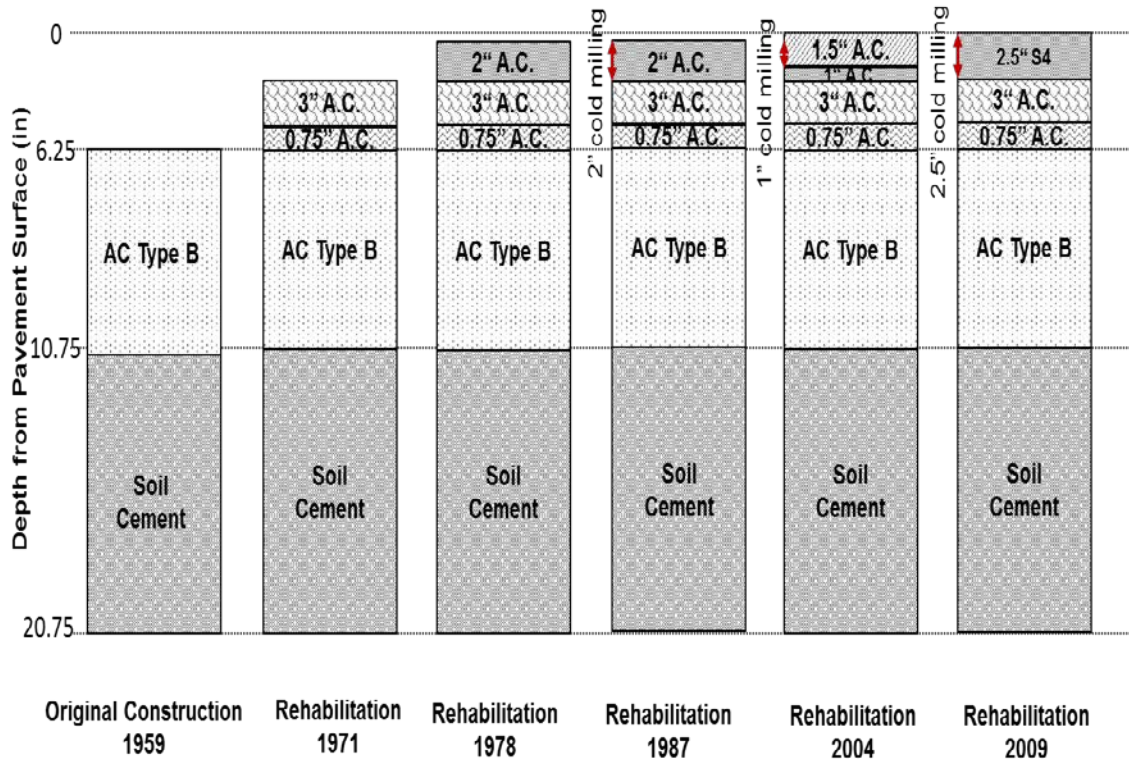 Depth from Pavement Surface (in)
0
6.25
10.75
20.75
AC Type B
Soil
Cement
Original Construction
1959
3" A.C.
0.75" A.C.
AC Type B
Soil
Cement
Rehabilitation
1971
2" A.C.
3" A.C.
0.75" A.C.
AC Type B
Soil
Cement
Rehabilitation
1978
2" cold milling
2" A.C.
3" A.C.
0.75" A.C.
AC Type B
Soil
Cement
Rehabilitation
1987
1" cold milling
1.5" A.C.
1" A.C.
3" A.C.
0.75" A.C.
AC Type B
Soil
Cement
Rehabilitation
2004
2.5" cold milling
2.5" S4
3" A.C.
0.75" A.C.
AC Type B
Soil
Cement
Rehabilitation
2009